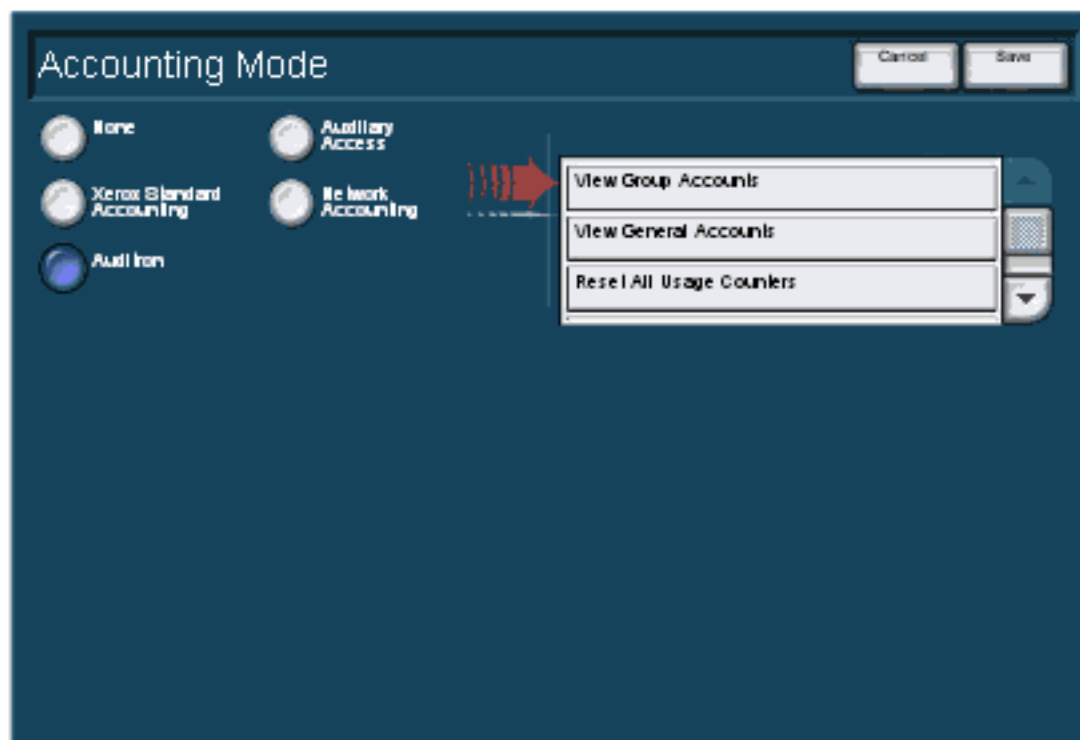 Accounting Mode
Cancel
Save
None
Auxiliary
Access
Xerox Standard
Accounting
Network
Accounting
Auditron
View Group Accounts
View General Accounts
Reset All Usage Counters